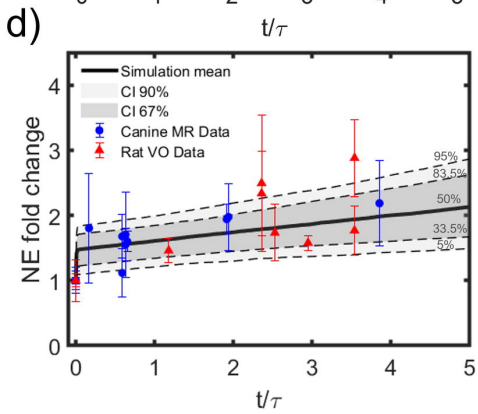 t/τ
d)
4
3
2
1
0
NE fold change
Simulation mean
CI 90%
CI 67%
Canine MR Data
Rat VO Data
95%
83.5%
50%
33.5%
5%
0 1 2 3 4 5
t/τ